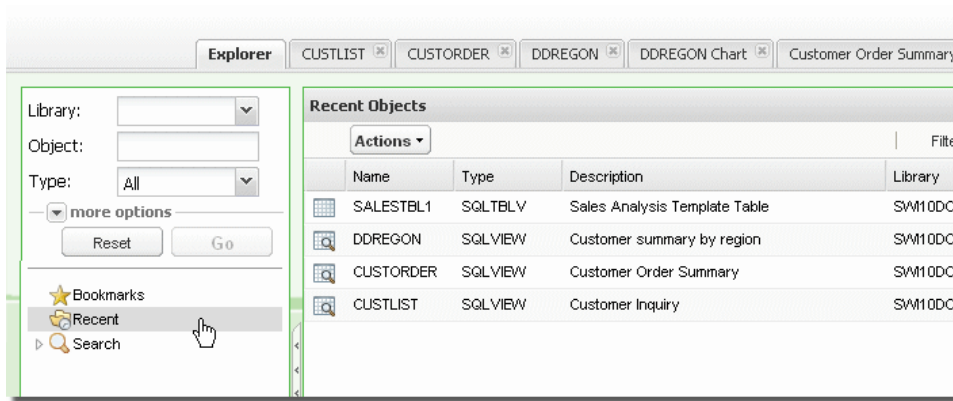 Explorer CUSTLIST CUSTORDER DDREGON DDREGON Chart Customer Order Summary
Library:
Object:
Type: All
more options
Reset Go
Bookmarks
Recent
Search
Recent Objects
Actions
Name Type Description Library
SALESTBL1 SQLTBLV Sales Analysis Template Table
DDREGON SQLVIEW Customer summary by region
CUSTORDER SQLVIEW Customer Order Summary
CUSTLIST SQLVIEW Customer Inquiry